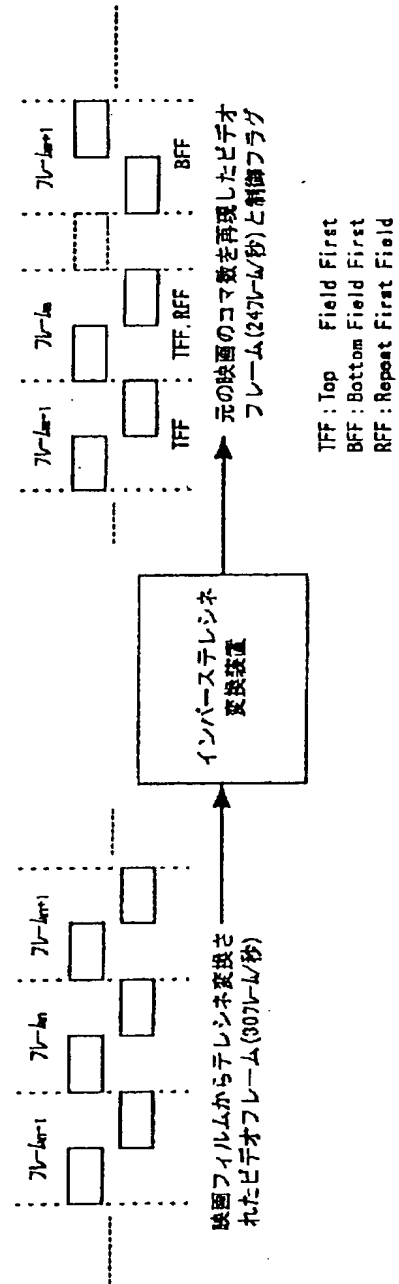 フレームn-1
フレームn
フレームn+1
映画フィルムからテレシネ変換さ
れたビデオフレーム(30フレーム/秒)
インバーステレシネ
変換装置
フレームm-1
フレームm
フレームm+1
TFF
TFF, RFF
BFF
元の映画のコマ数を再現したビデオ
フレーム(24フレーム/秒)と制御フラグ
TFF : Top Field First
BFF : Bottom Field First
RFF : Repeat First Field